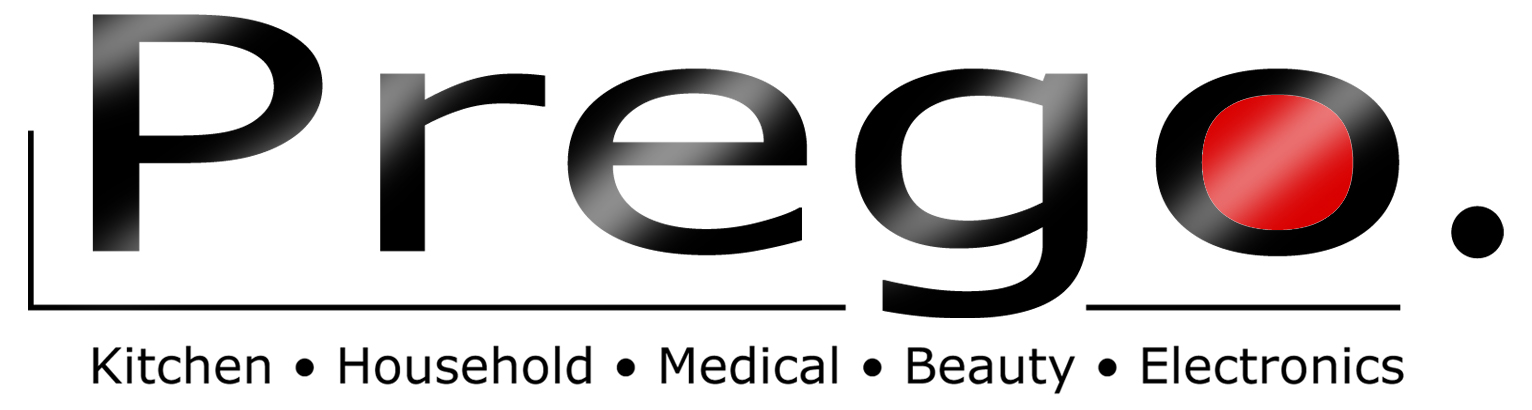 Prego.
Kitchen • Household • Medical • Beauty • Electronics